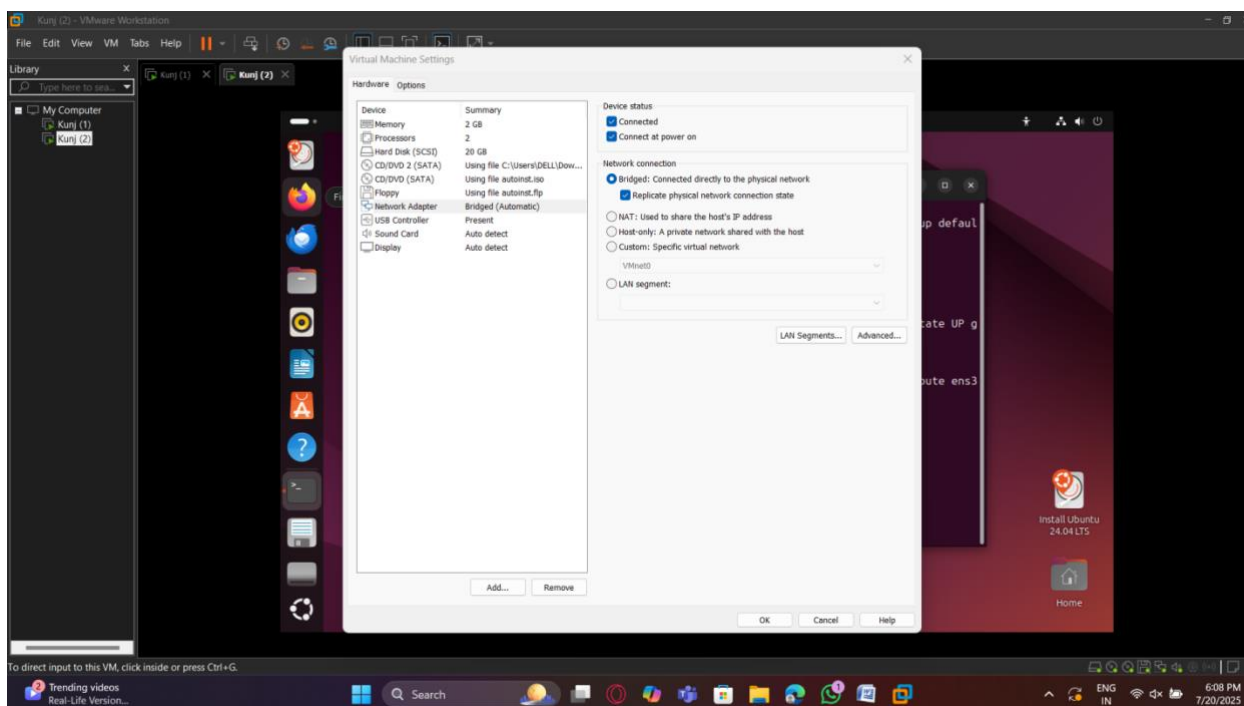 Kunj (2) - VMware Workstation
File Edit View VM Tabs Help
Library X
Type here to sea...
My Computer
Kunj (1)
Kunj (2)
Kunj (1) X
Kunj (2) X
Virtual Machine Settings
Hardware Options
Device Summary
Memory 2 GB
Processors 2
Hard Disk (SCSI) 20 GB
CD/DVD 2 (SATA) Using file C:\Users\DELL\Dow...
CD/DVD (SATA) Using file autoinst.iso
Floppy Using file autoinst.flp
Network Adapter Bridged (Automatic)
USB Controller Present
Sound Card Auto detect
Display Auto detect
Add... Remove
Device status
Connected
Connect at power on
Network connection
Bridged: Connected directly to the physical network
Replicate physical network connection state
NAT: Used to share the host's IP address
Host-only: A private network shared with the host
Custom: Specific virtual network
VMnet0
LAN segment:
LAN Segments... Advanced...
OK Cancel Help
Fi
up defaul
tate UP g
oute ens3
Install Ubuntu
24.04 LTS
Home
To direct input to this VM, click inside or press Ctrl+G.
2
Trending videos
Real-Life Version...
Search
ENG
IN
6:08 PM
7/20/2025